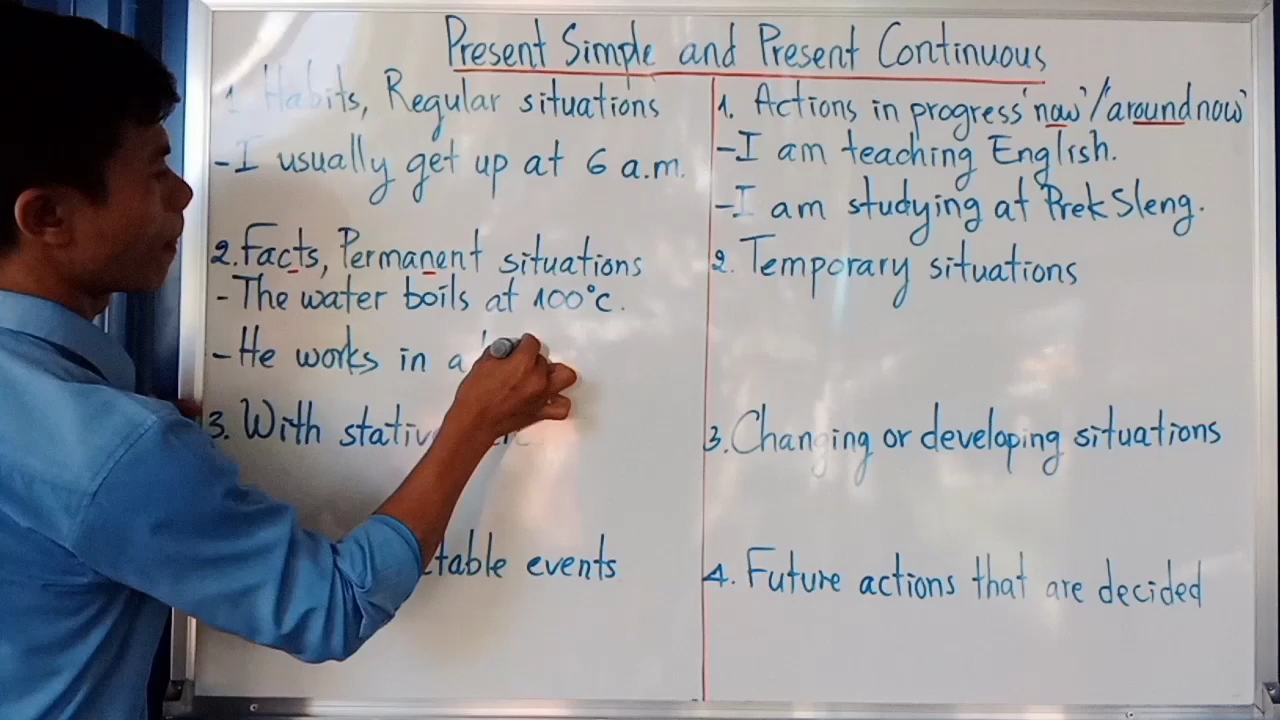 Present Simple and Present Continuous
1. Habits, Regular situations
- I usually get up at 6 a.m.
2. Facts, Permanent situations
- The water boils at 100°c.
- He works in a
3. With stative
table events
1. Actions in progress 'now'/'around now'
- I am teaching English.
- I am studying at Prek Sleng.
2. Temporary situations
3. Changing or developing situations
4. Future actions that are decided